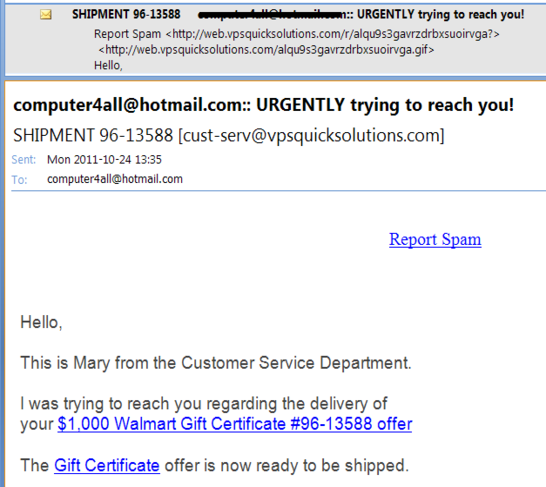 SHIPMENT 96-13588 computer4all@hotmail.com:: URGENTLY trying to reach you!
Report Spam <http://web.vpsquicksolutions.com/r/alqu9s3gavrzdrbxsuoirvga?>
<http://web.vpsquicksolutions.com/alqu9s3gavrzdrbxsuoirvga.gif>
Hello,
computer4all@hotmail.com:: URGENTLY trying to reach you!
SHIPMENT 96-13588 [cust-serv@vpsquicksolutions.com]
Sent: Mon 2011-10-24 13:35
To: computer4all@hotmail.com
Report Spam
Hello,
This is Mary from the Customer Service Department.
I was trying to reach you regarding the delivery of
your $1,000 Walmart Gift Certificate #96-13588 offer
The Gift Certificate offer is now ready to be shipped.